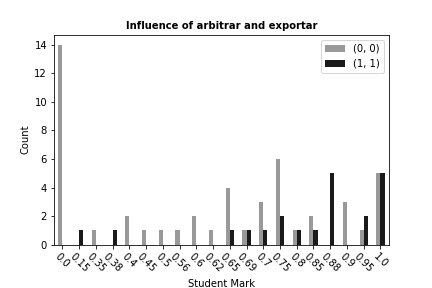 Influence of arbitrar and exportar
(0, 0)
(1, 1)
Count
14
12
10
8
6
4
2
0
0.0 0.15 0.35 0.38 0.4 0.45 0.5 0.56 0.6 0.62 0.65 0.69 0.7 0.75 0.8 0.85 0.88 0.9 0.95 1.0
Student Mark